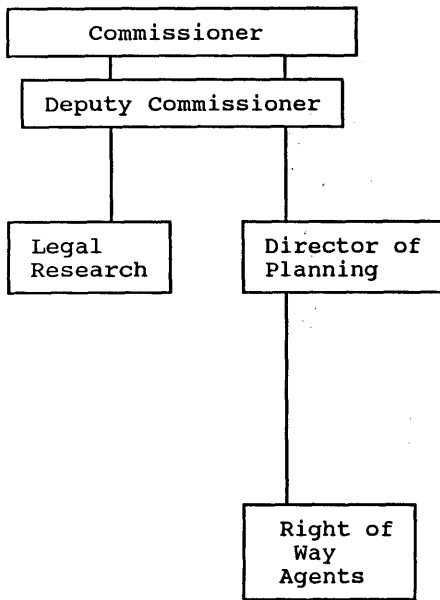 Commissioner
Deputy Commissioner
Legal
Research
Director of
Planning
Right of
Way
Agents